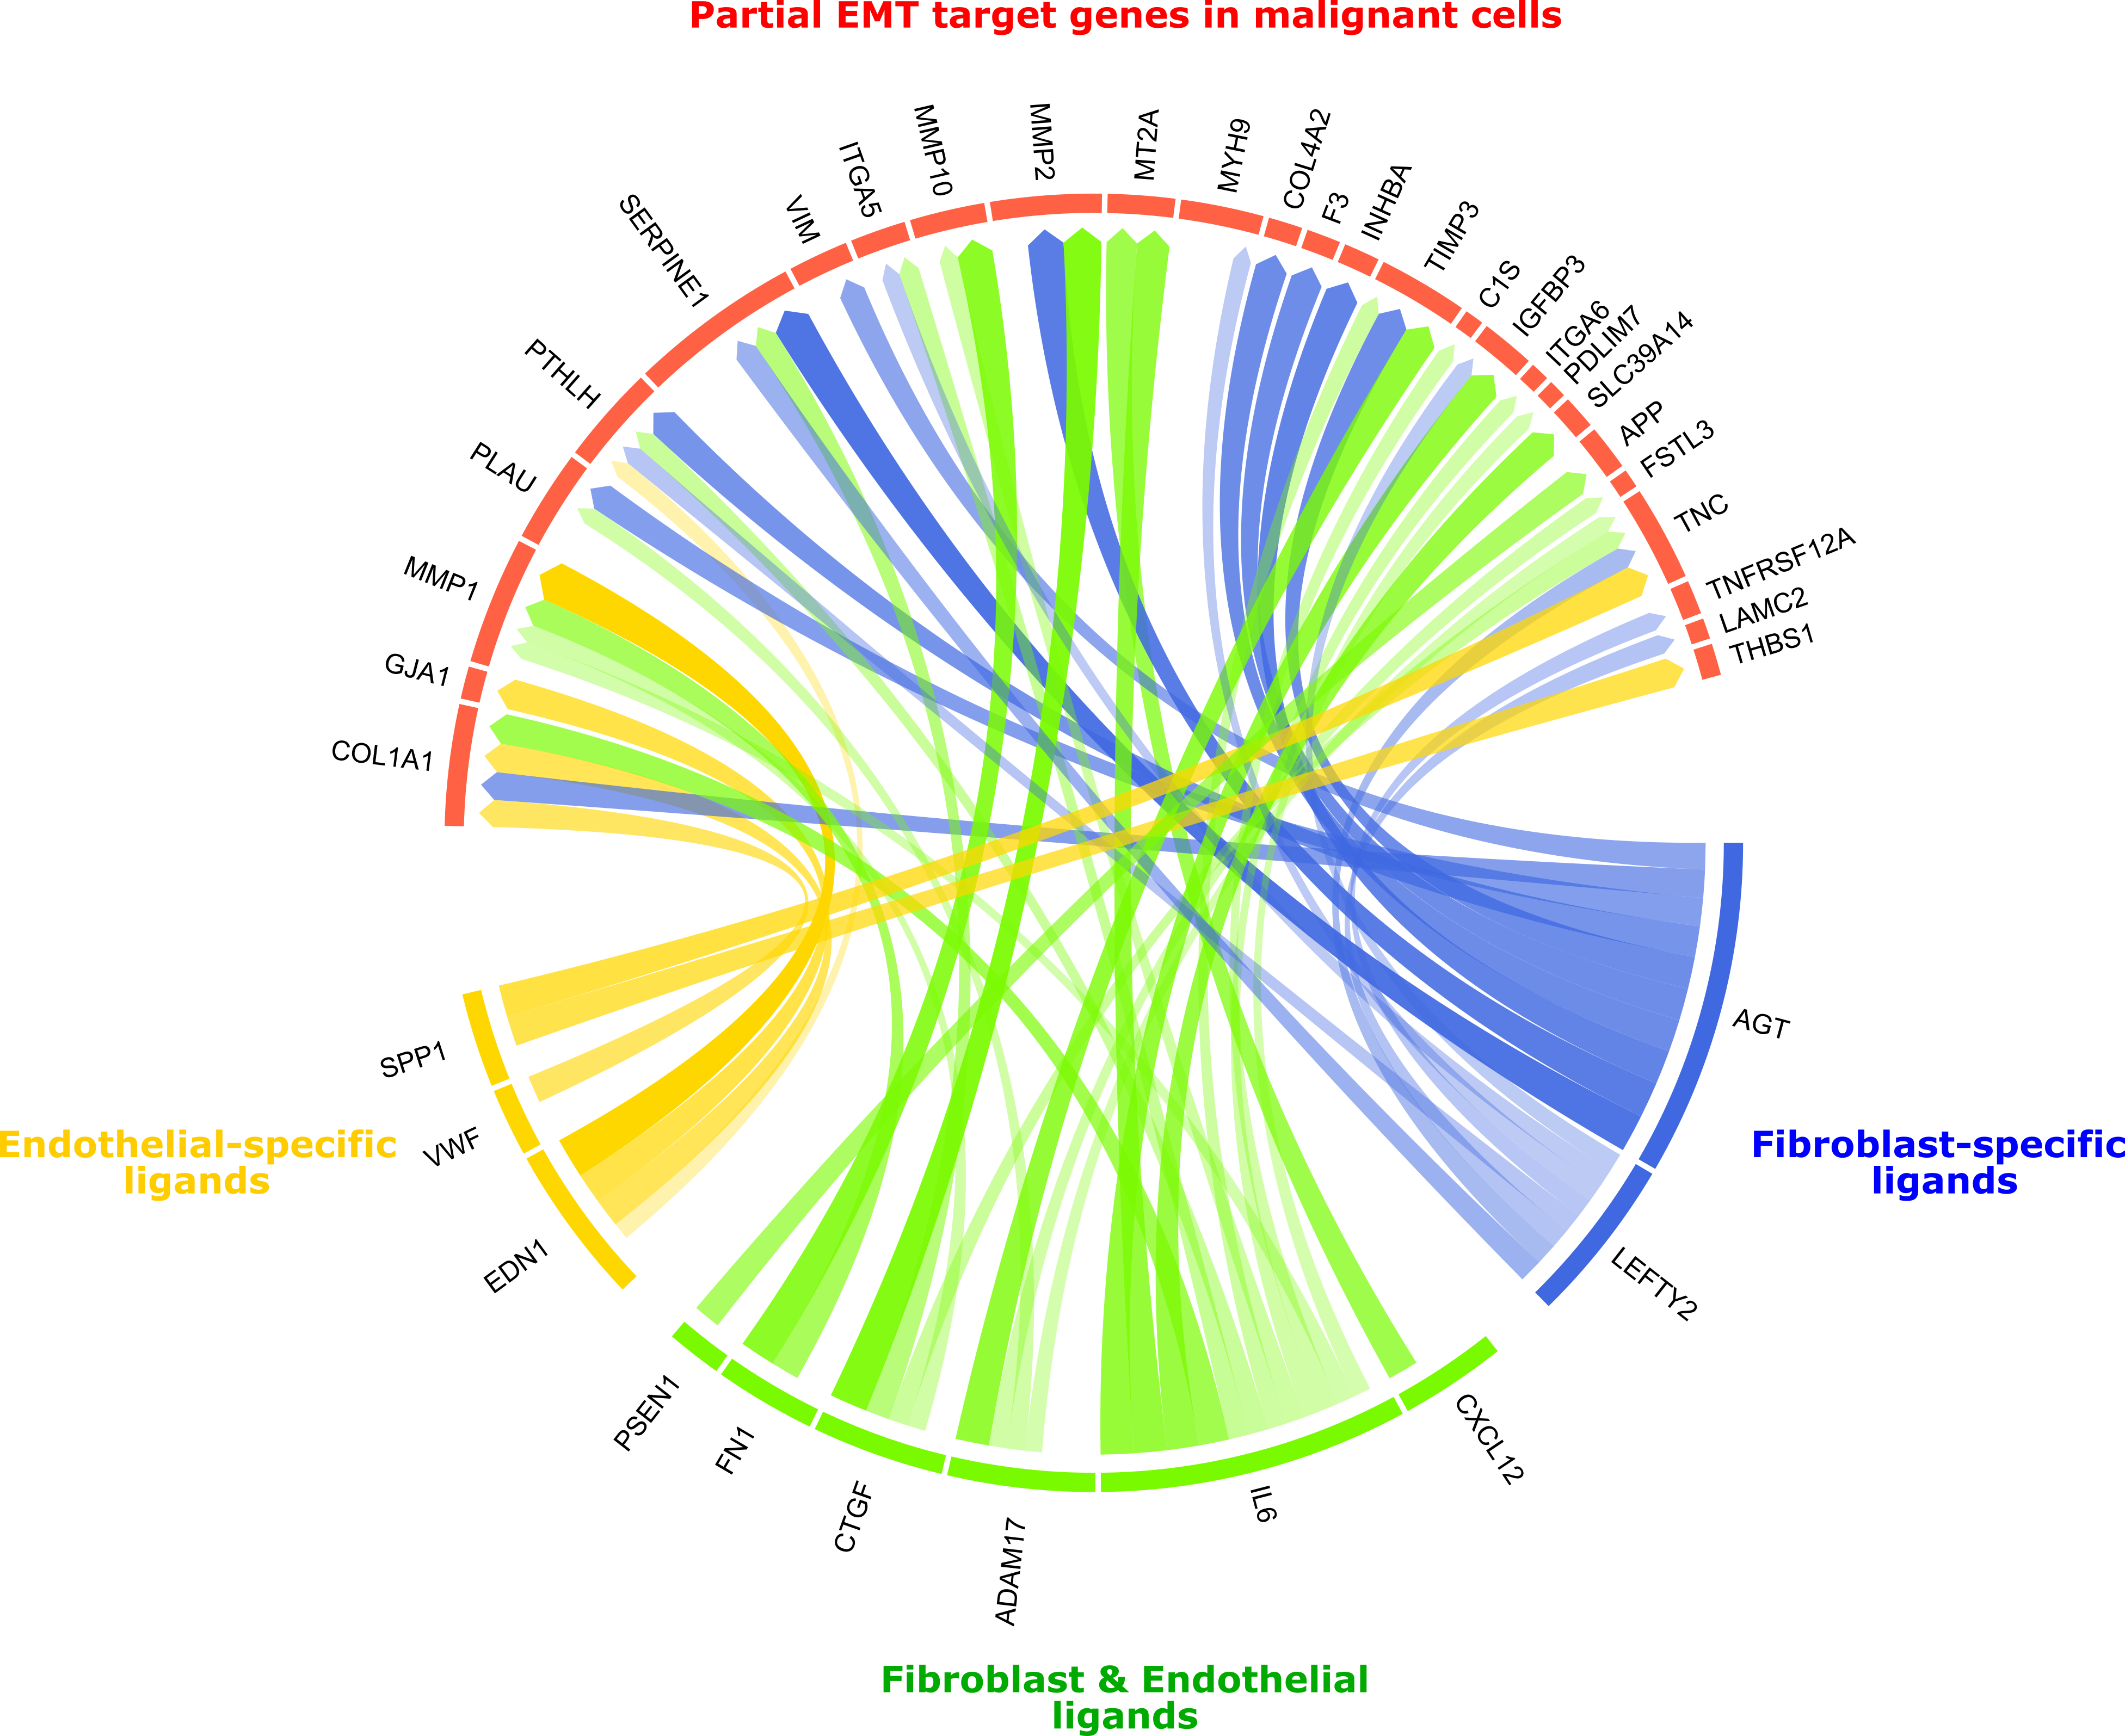 Partial EMT target genes in malignant cells
COL1A1
GJA1
MMP1
PLAU
PTHLH
SERPINE1
VIM
ITGA5
MMP10
MMP2
MT2A
MYH9
COL4A2
F3
INHBA
TIMP3
C1S
IGFBP3
ITGA6
PDLIM7
SLC39A14
APP
FSTL3
TNC
TNFRSF12A
LAMC2
THBS1
AGT
LEFTY2
Fibroblast-specific
ligands
CXCL12
IL6
ADAM17
CTGF
FN1
PSEN1
EDN1
VWF
SPP1
Endothelial-specific
ligands
Fibroblast & Endothelial
ligands